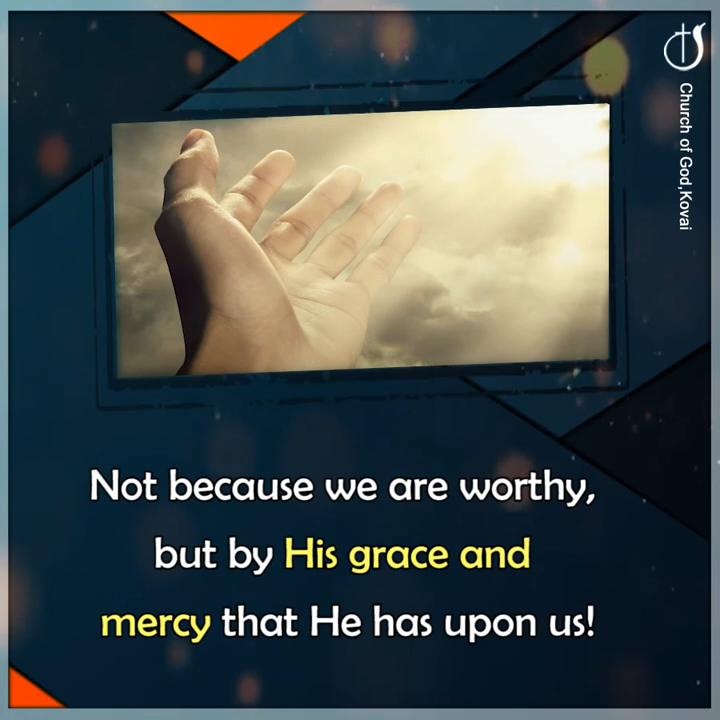 Church of God,Kovai
Not because we are worthy,
but by His grace and
mercy that He has upon us!